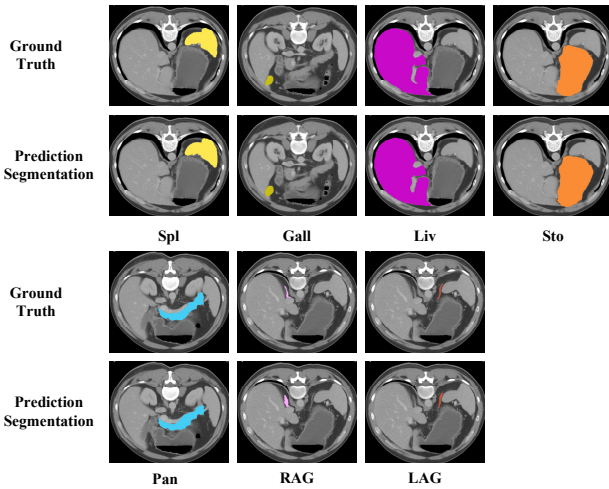 Ground
Truth
Prediction
Segmentation
Spl Gall Liv Sto
Ground
Truth
Prediction
Segmentation
Pan RAG LAG